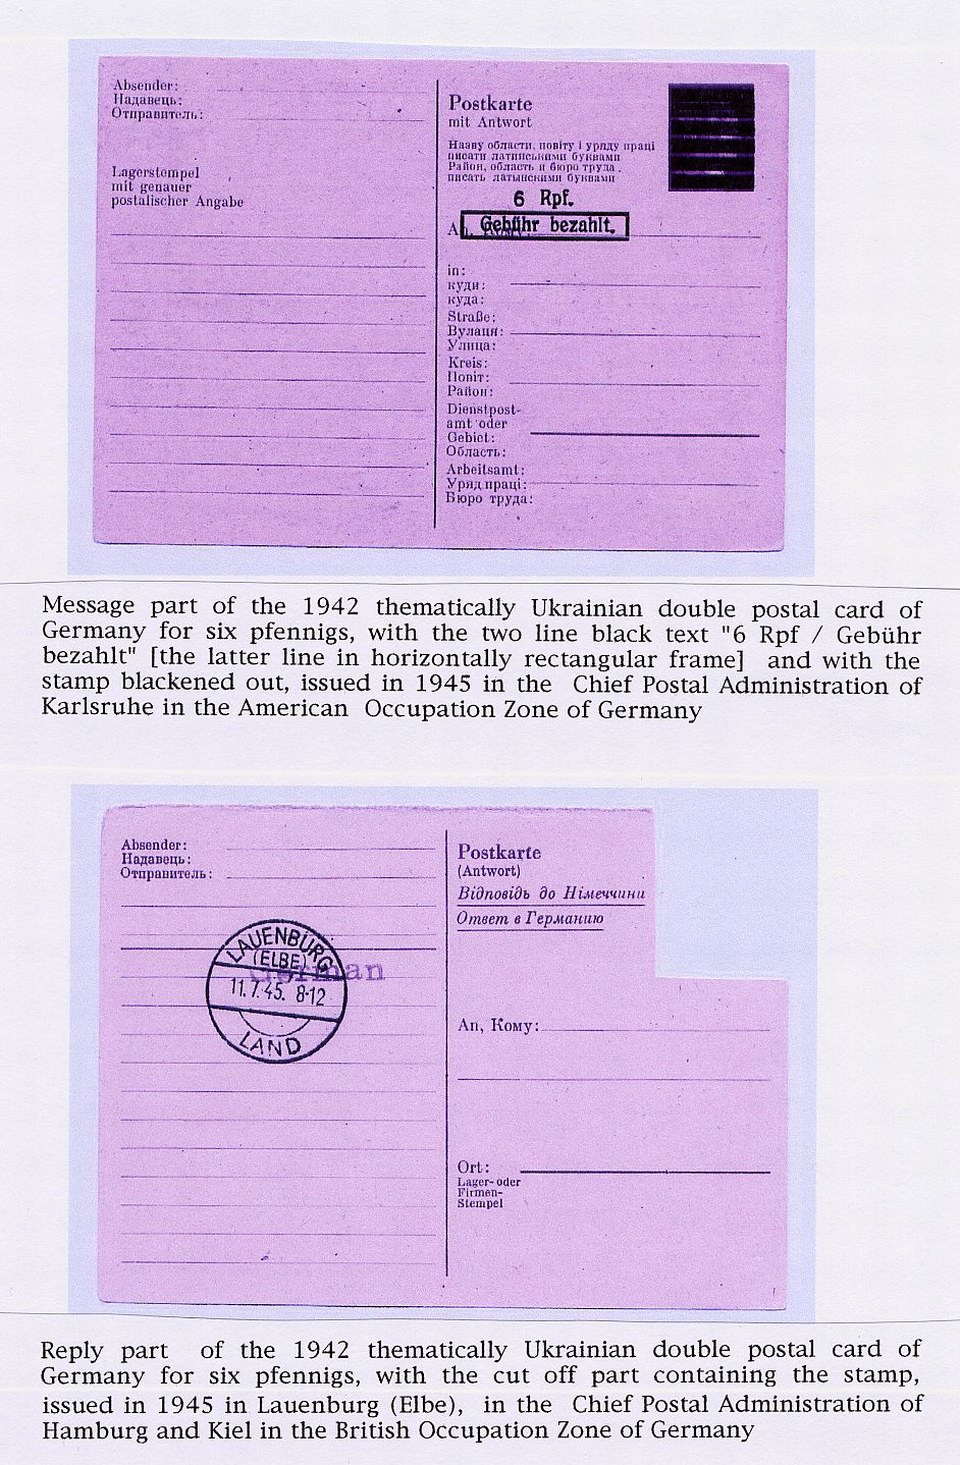 Absender:
Надавець:
Отправитель:
Lagerstempel
mit genauer
postalischer Angabe
Postkarte
mit Antwort
Назву области, повіту і уряду праці
писати латинськими буквами
Район, область и бюро труда
писать латынскими буквами
6 Rpf.
Gebühr bezahlt.
in:
куди:
куда:
Straße:
Вулиця:
Улица:
Kreis:
Повіт:
Район:
Dienstpost-
amt oder
Gebiet:
Область:
Arbeitsamt:
Уряд праці:
Бюро труда:
Message part of the 1942 thematically Ukrainian double postal card of
Germany for six pfennigs, with the two line black text "6 Rpf / Gebühr
bezahlt" [the latter line in horizontally rectangular frame] and with the
stamp blackened out, issued in 1945 in the Chief Postal Administration of
Karlsruhe in the American Occupation Zone of Germany
Absender:
Надавець:
Отправитель:
LAUENBURG
(ELBE)
German
11.7.45. 8-12
LAND
Postkarte
(Antwort)
Відповідь до Німеччини
Ответ в Германию
An, Кому:
Ort:
Lager- oder
Firmen-
Stempel
Reply part of the 1942 thematically Ukrainian double postal card of
Germany for six pfennigs, with the cut off part containing the stamp,
issued in 1945 in Lauenburg (Elbe), in the Chief Postal Administration of
Hamburg and Kiel in the British Occupation Zone of Germany